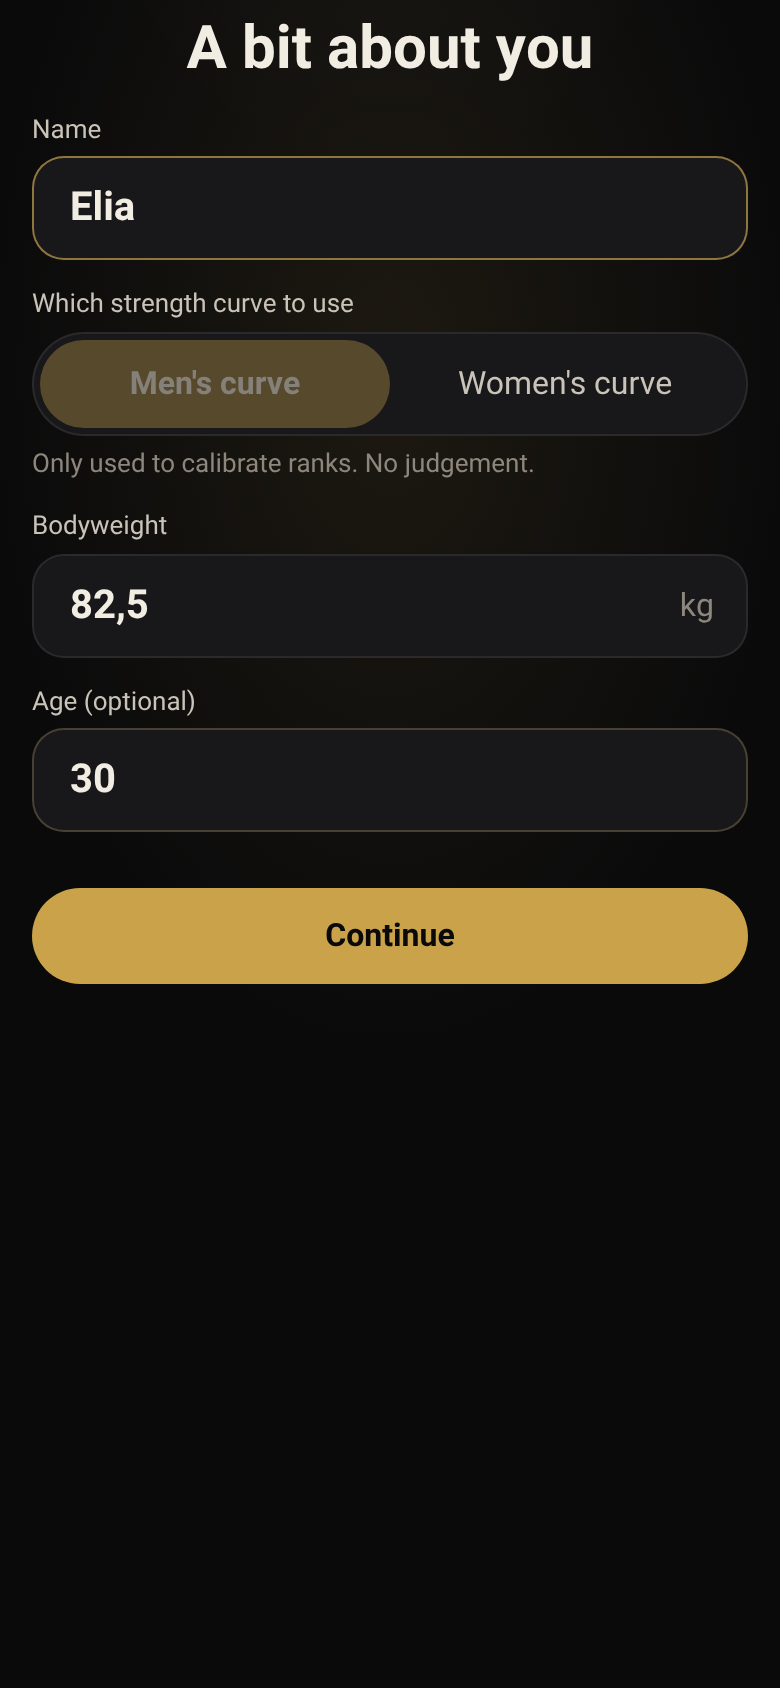 A bit about you
Name
Elia
Which strength curve to use
Men's curve
Women's curve
Only used to calibrate ranks. No judgement.
Bodyweight
82,5
kg
Age (optional)
30
Continue